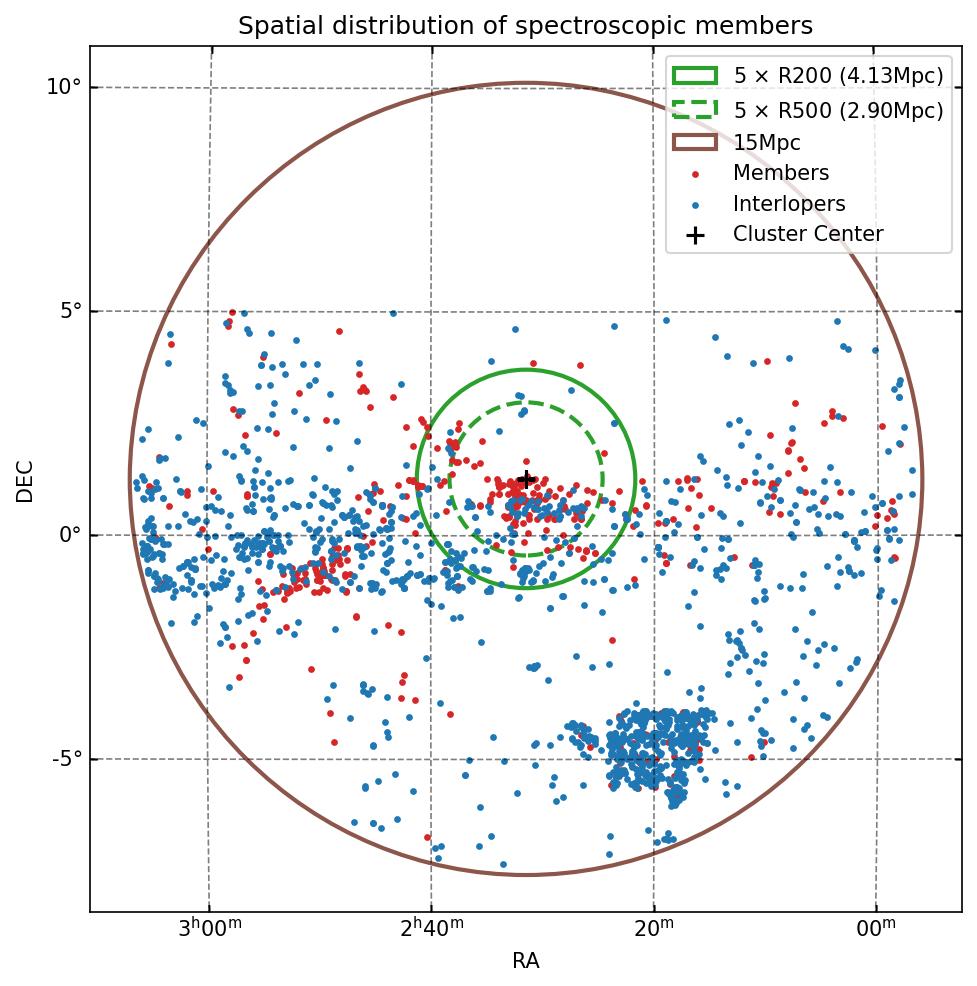 Spatial distribution of spectroscopic members
5 × R200 (4.13Mpc)
5 × R500 (2.90Mpc)
15Mpc
Members
Interlopers
Cluster Center
10°
5°
0°
-5°
DEC
3ʰ00ᵐ 2ʰ40ᵐ 20ᵐ 00ᵐ
RA